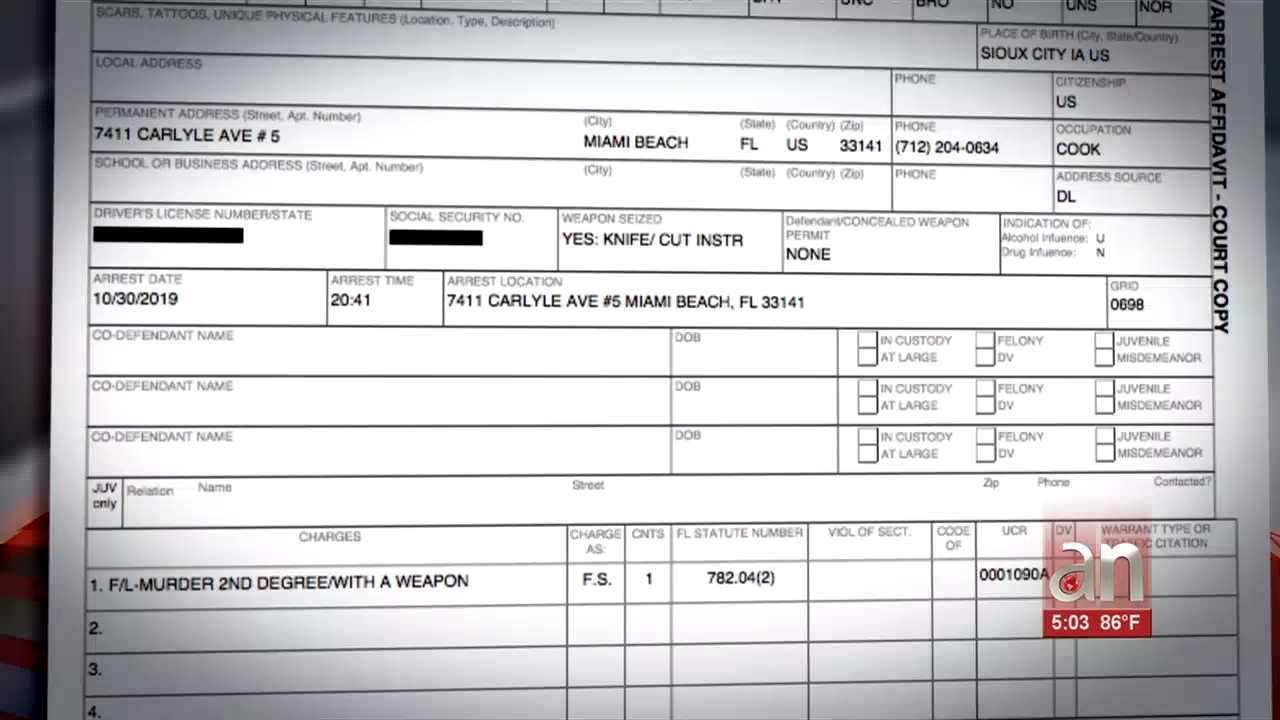 UNC BRO NO UNS NOR
SCARS, TATTOOS, UNIQUE PHYSICAL FEATURES (Location, Type, Description)
PLACE OF BIRTH (City, State/Country)
SIOUX CITY IA US
LOCAL ADDRESS
PHONE
CITIZENSHIP
US
PERMANENT ADDRESS (Street, Apt. Number) (City) (State) (Country) (Zip) PHONE OCCUPATION
7411 CARLYLE AVE # 5 MIAMI BEACH FL US 33141 (712) 204-0634 COOK
SCHOOL OR BUSINESS ADDRESS (Street, Apt. Number) (City) (State) (Country) (Zip) PHONE ADDRESS SOURCE
DL
DRIVER'S LICENSE NUMBER/STATE SOCIAL SECURITY NO. WEAPON SEIZED Defendant/CONCEALED WEAPON INDICATION OF:
YES: KNIFE/ CUT INSTR PERMIT Alcohol Infuence: U
NONE Drug Infuence: N
ARREST DATE ARREST TIME ARREST LOCATION GRID
10/30/2019 20:41 7411 CARLYLE AVE #5 MIAMI BEACH, FL 33141 0698
CO-DEFENDANT NAME DOB IN CUSTODY FELONY JUVENILE
AT LARGE DV MISDEMEANOR
CO-DEFENDANT NAME DOB IN CUSTODY FELONY JUVENILE
AT LARGE DV MISDEMEANOR
CO-DEFENDANT NAME DOB IN CUSTODY FELONY JUVENILE
AT LARGE DV MISDEMEANOR
JUV Relation Name Street Zip Phone Contacted?
only
CHARGES CHARGE CNTS FL STATUTE NUMBER VIOL OF SECT. CODE UCR DV WARRANT TYPE OR
AS: OF CITATION
1. F/L-MURDER 2ND DEGREE/WITH A WEAPON F.S. 1 782.04(2) 0001090A
2.
3.
4.
ARREST AFFIDAVIT - COURT COPY
an
5:03 86°F